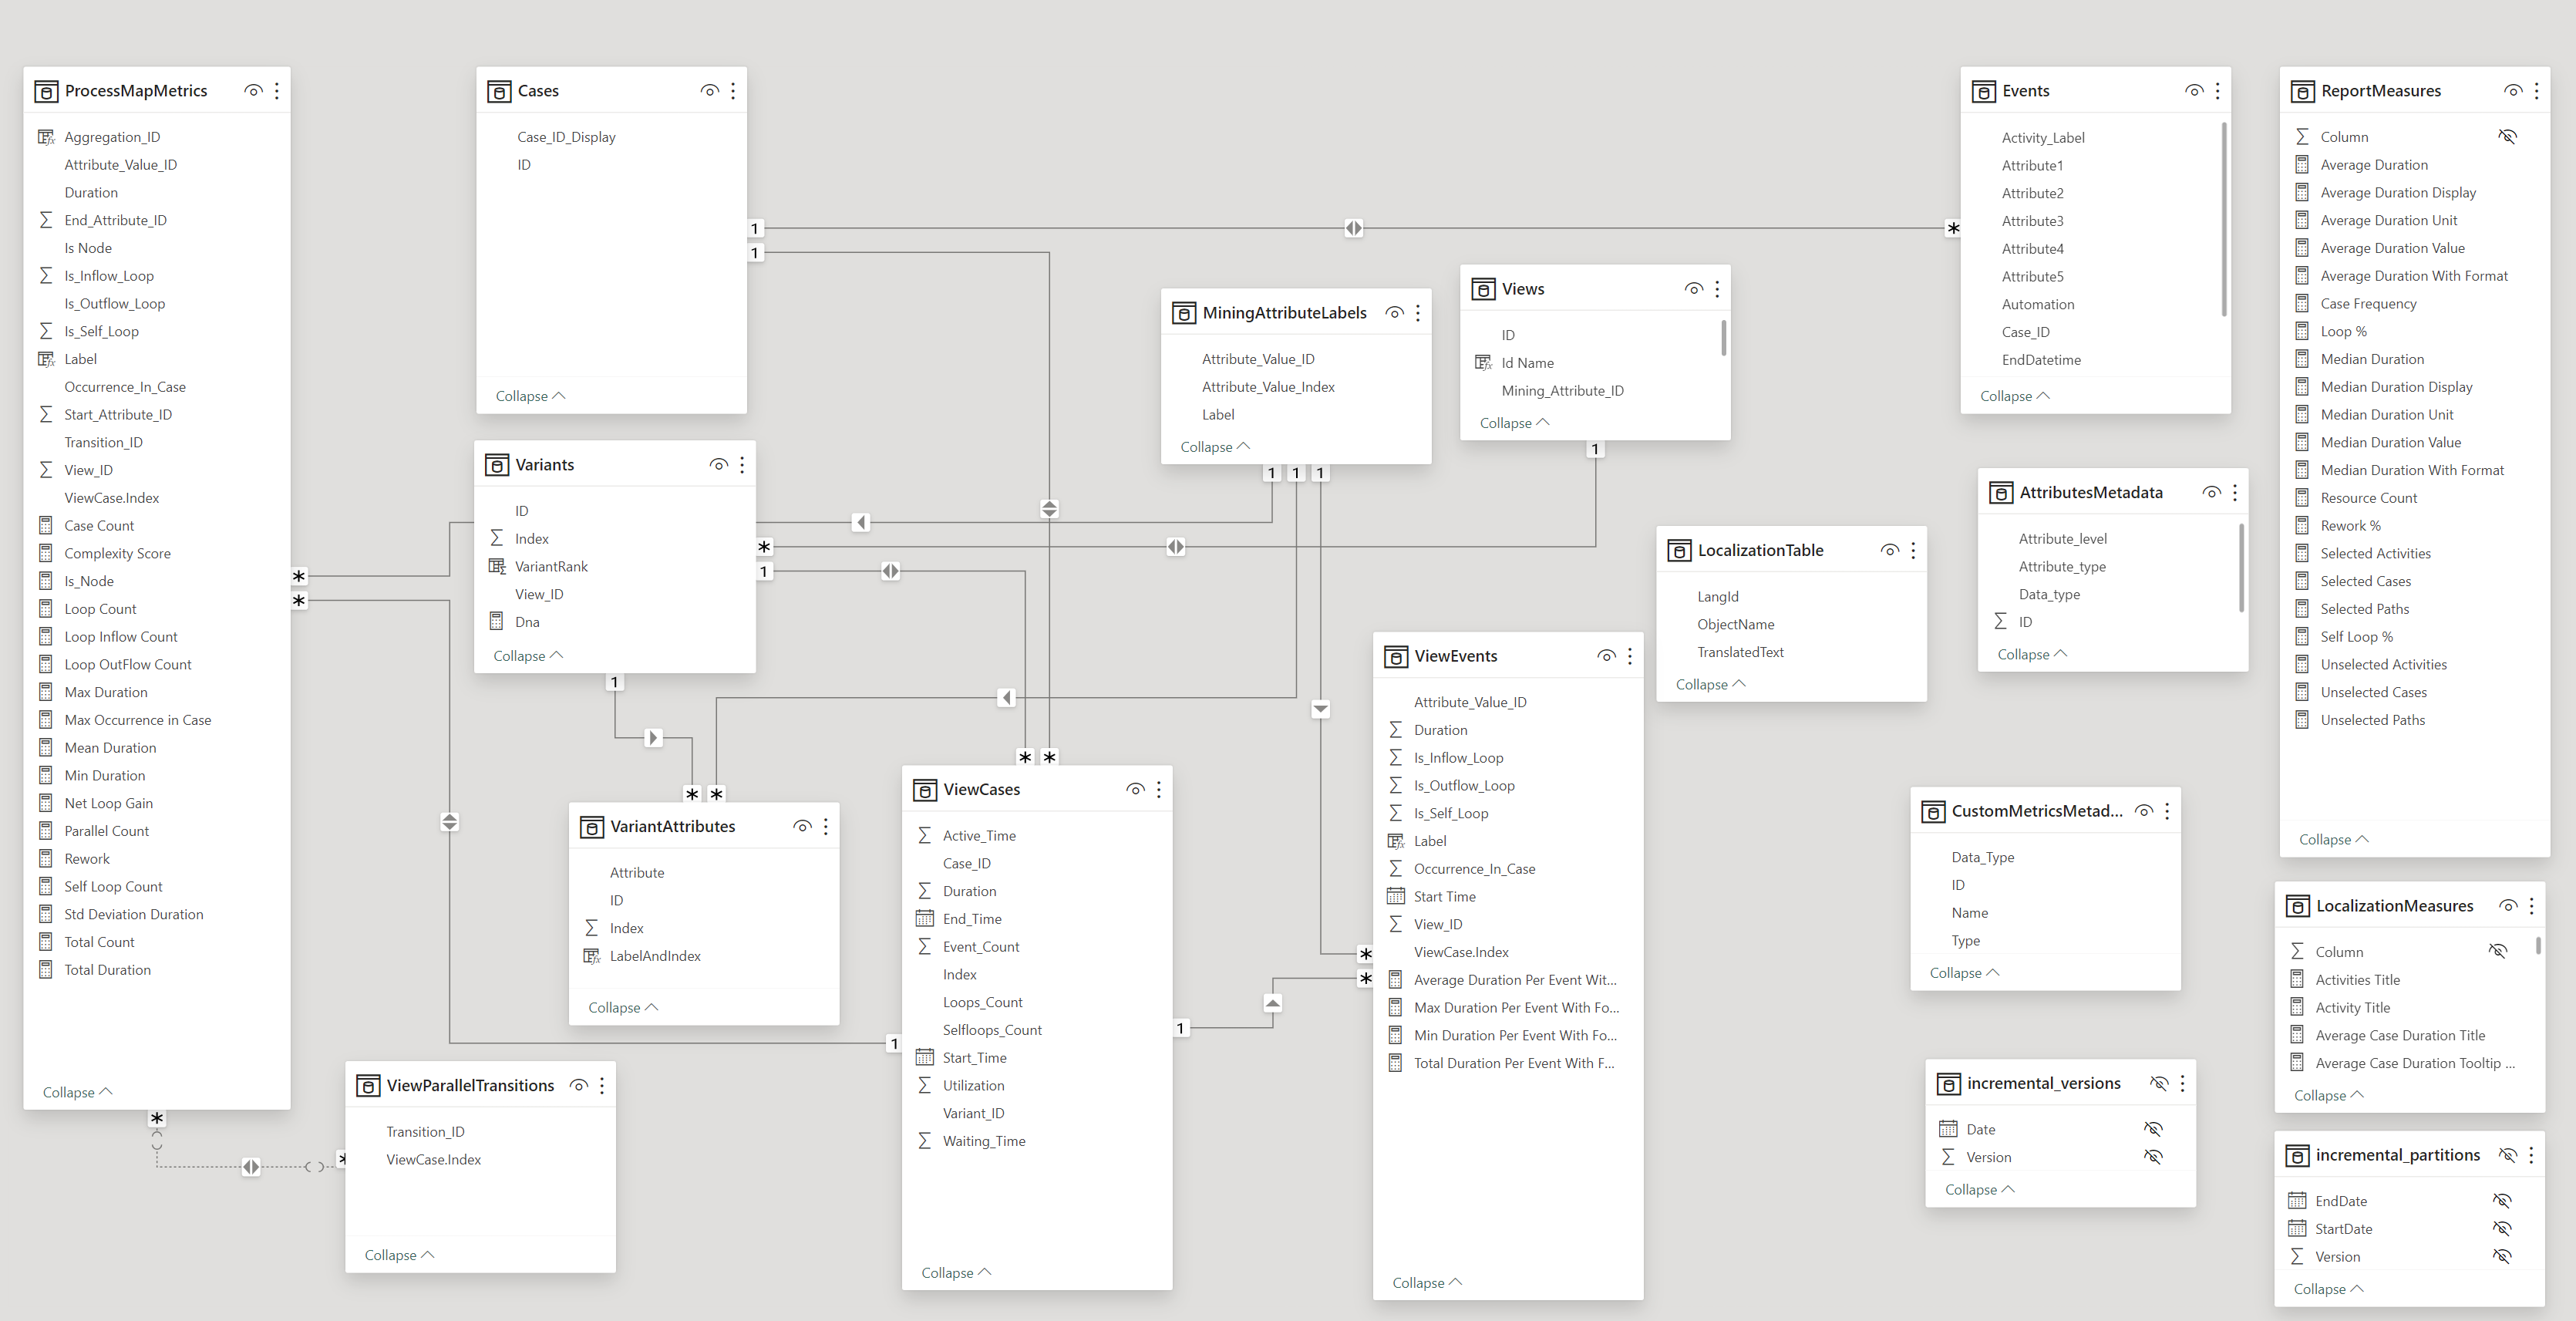 ProcessMapMetrics
Aggregation_ID
Attribute_Value_ID
Duration
End_Attribute_ID
Is Node
Is_Inflow_Loop
Is_Outflow_Loop
Is_Self_Loop
Label
Occurrence_In_Case
Start_Attribute_ID
Transition_ID
View_ID
ViewCase.Index
Case Count
Complexity Score
Is_Node
Loop Count
Loop Inflow Count
Loop OutFlow Count
Max Duration
Max Occurrence in Case
Mean Duration
Min Duration
Net Loop Gain
Parallel Count
Rework
Self Loop Count
Std Deviation Duration
Total Count
Total Duration
Collapse
*
*
*
Cases
Case_ID_Display
ID
Collapse
1
1
Variants
ID
Index
VariantRank
View_ID
Dna
Collapse
*
1
1
VariantAttributes
Attribute
ID
Index
LabelAndIndex
Collapse
*
*
ViewParallelTransitions
Transition_ID
ViewCase.Index
Collapse
*
ViewCases
Active_Time
Case_ID
Duration
End_Time
Event_Count
Index
Loops_Count
Selfloops_Count
Start_Time
Utilization
Variant_ID
Waiting_Time
Collapse
*
*
1
1
MiningAttributeLabels
Attribute_Value_ID
Attribute_Value_Index
Label
Collapse
1
1
1
Views
ID
Id Name
Mining_Attribute_ID
Collapse
1
ViewEvents
Attribute_Value_ID
Duration
Is_Inflow_Loop
Is_Outflow_Loop
Is_Self_Loop
Label
Occurrence_In_Case
Start Time
View_ID
ViewCase.Index
Average Duration Per Event Wit...
Max Duration Per Event With Fo...
Min Duration Per Event With Fo...
Total Duration Per Event With F...
Collapse
*
*
LocalizationTable
LangId
ObjectName
TranslatedText
Collapse
Events
Activity_Label
Attribute1
Attribute2
Attribute3
Attribute4
Attribute5
Automation
Case_ID
EndDatetime
Collapse
*
AttributesMetadata
Attribute_level
Attribute_type
Data_type
ID
Collapse
CustomMetricsMetad...
Data_Type
ID
Name
Type
Collapse
incremental_versions
Date
Version
Collapse
ReportMeasures
Column
Average Duration
Average Duration Display
Average Duration Unit
Average Duration Value
Average Duration With Format
Case Frequency
Loop %
Median Duration
Median Duration Display
Median Duration Unit
Median Duration Value
Median Duration With Format
Resource Count
Rework %
Selected Activities
Selected Cases
Selected Paths
Self Loop %
Unselected Activities
Unselected Cases
Unselected Paths
Collapse
LocalizationMeasures
Column
Activities Title
Activity Title
Average Case Duration Title
Average Case Duration Tooltip ...
Collapse
incremental_partitions
EndDate
StartDate
Version
Collapse